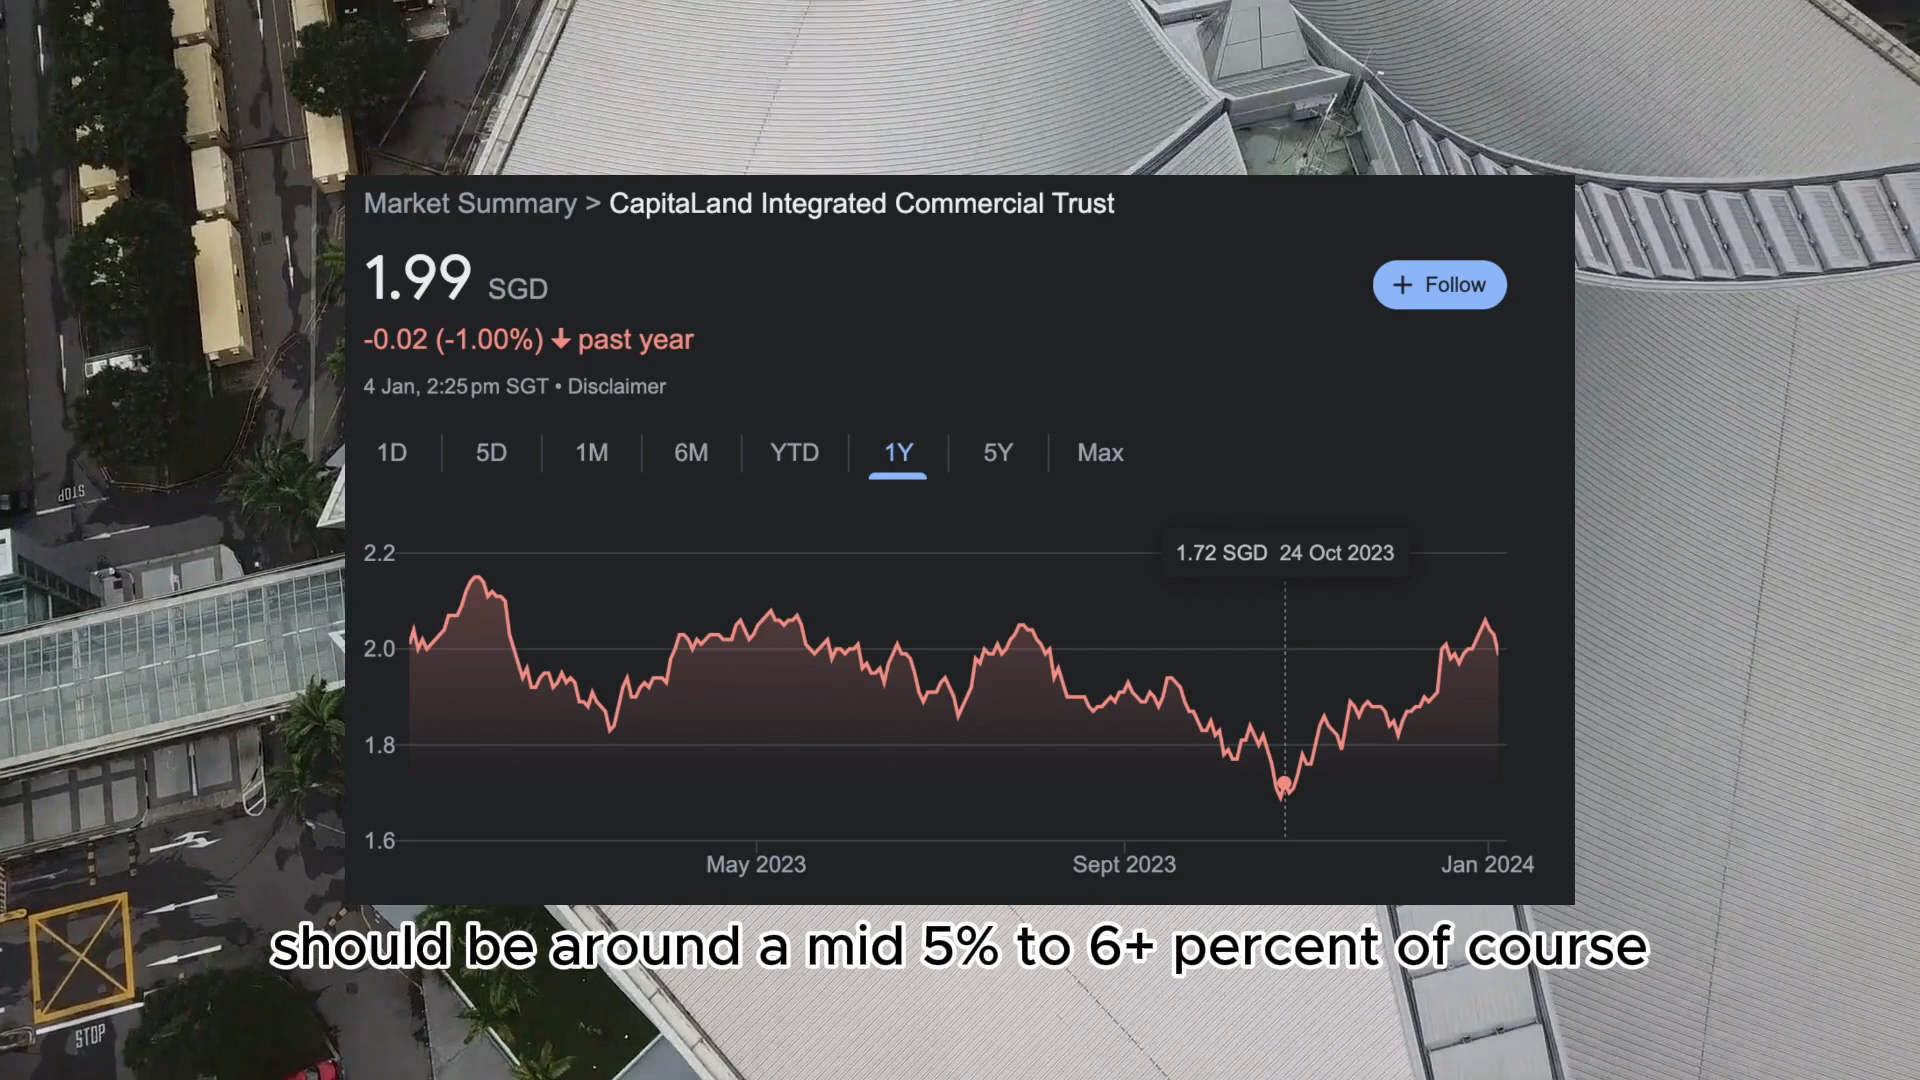 Market Summary > CapitaLand Integrated Commercial Trust
1.99 SGD
+ Follow
-0.02 (-1.00%) ↓ past year
4 Jan, 2:25 pm SGT • Disclaimer
1D 5D 1M 6M YTD 1Y 5Y Max
2.2
1.72 SGD 24 Oct 2023
2.0
1.8
1.6
May 2023 Sept 2023 Jan 2024
should be around a mid 5% to 6+ percent of course
STOP
STOP